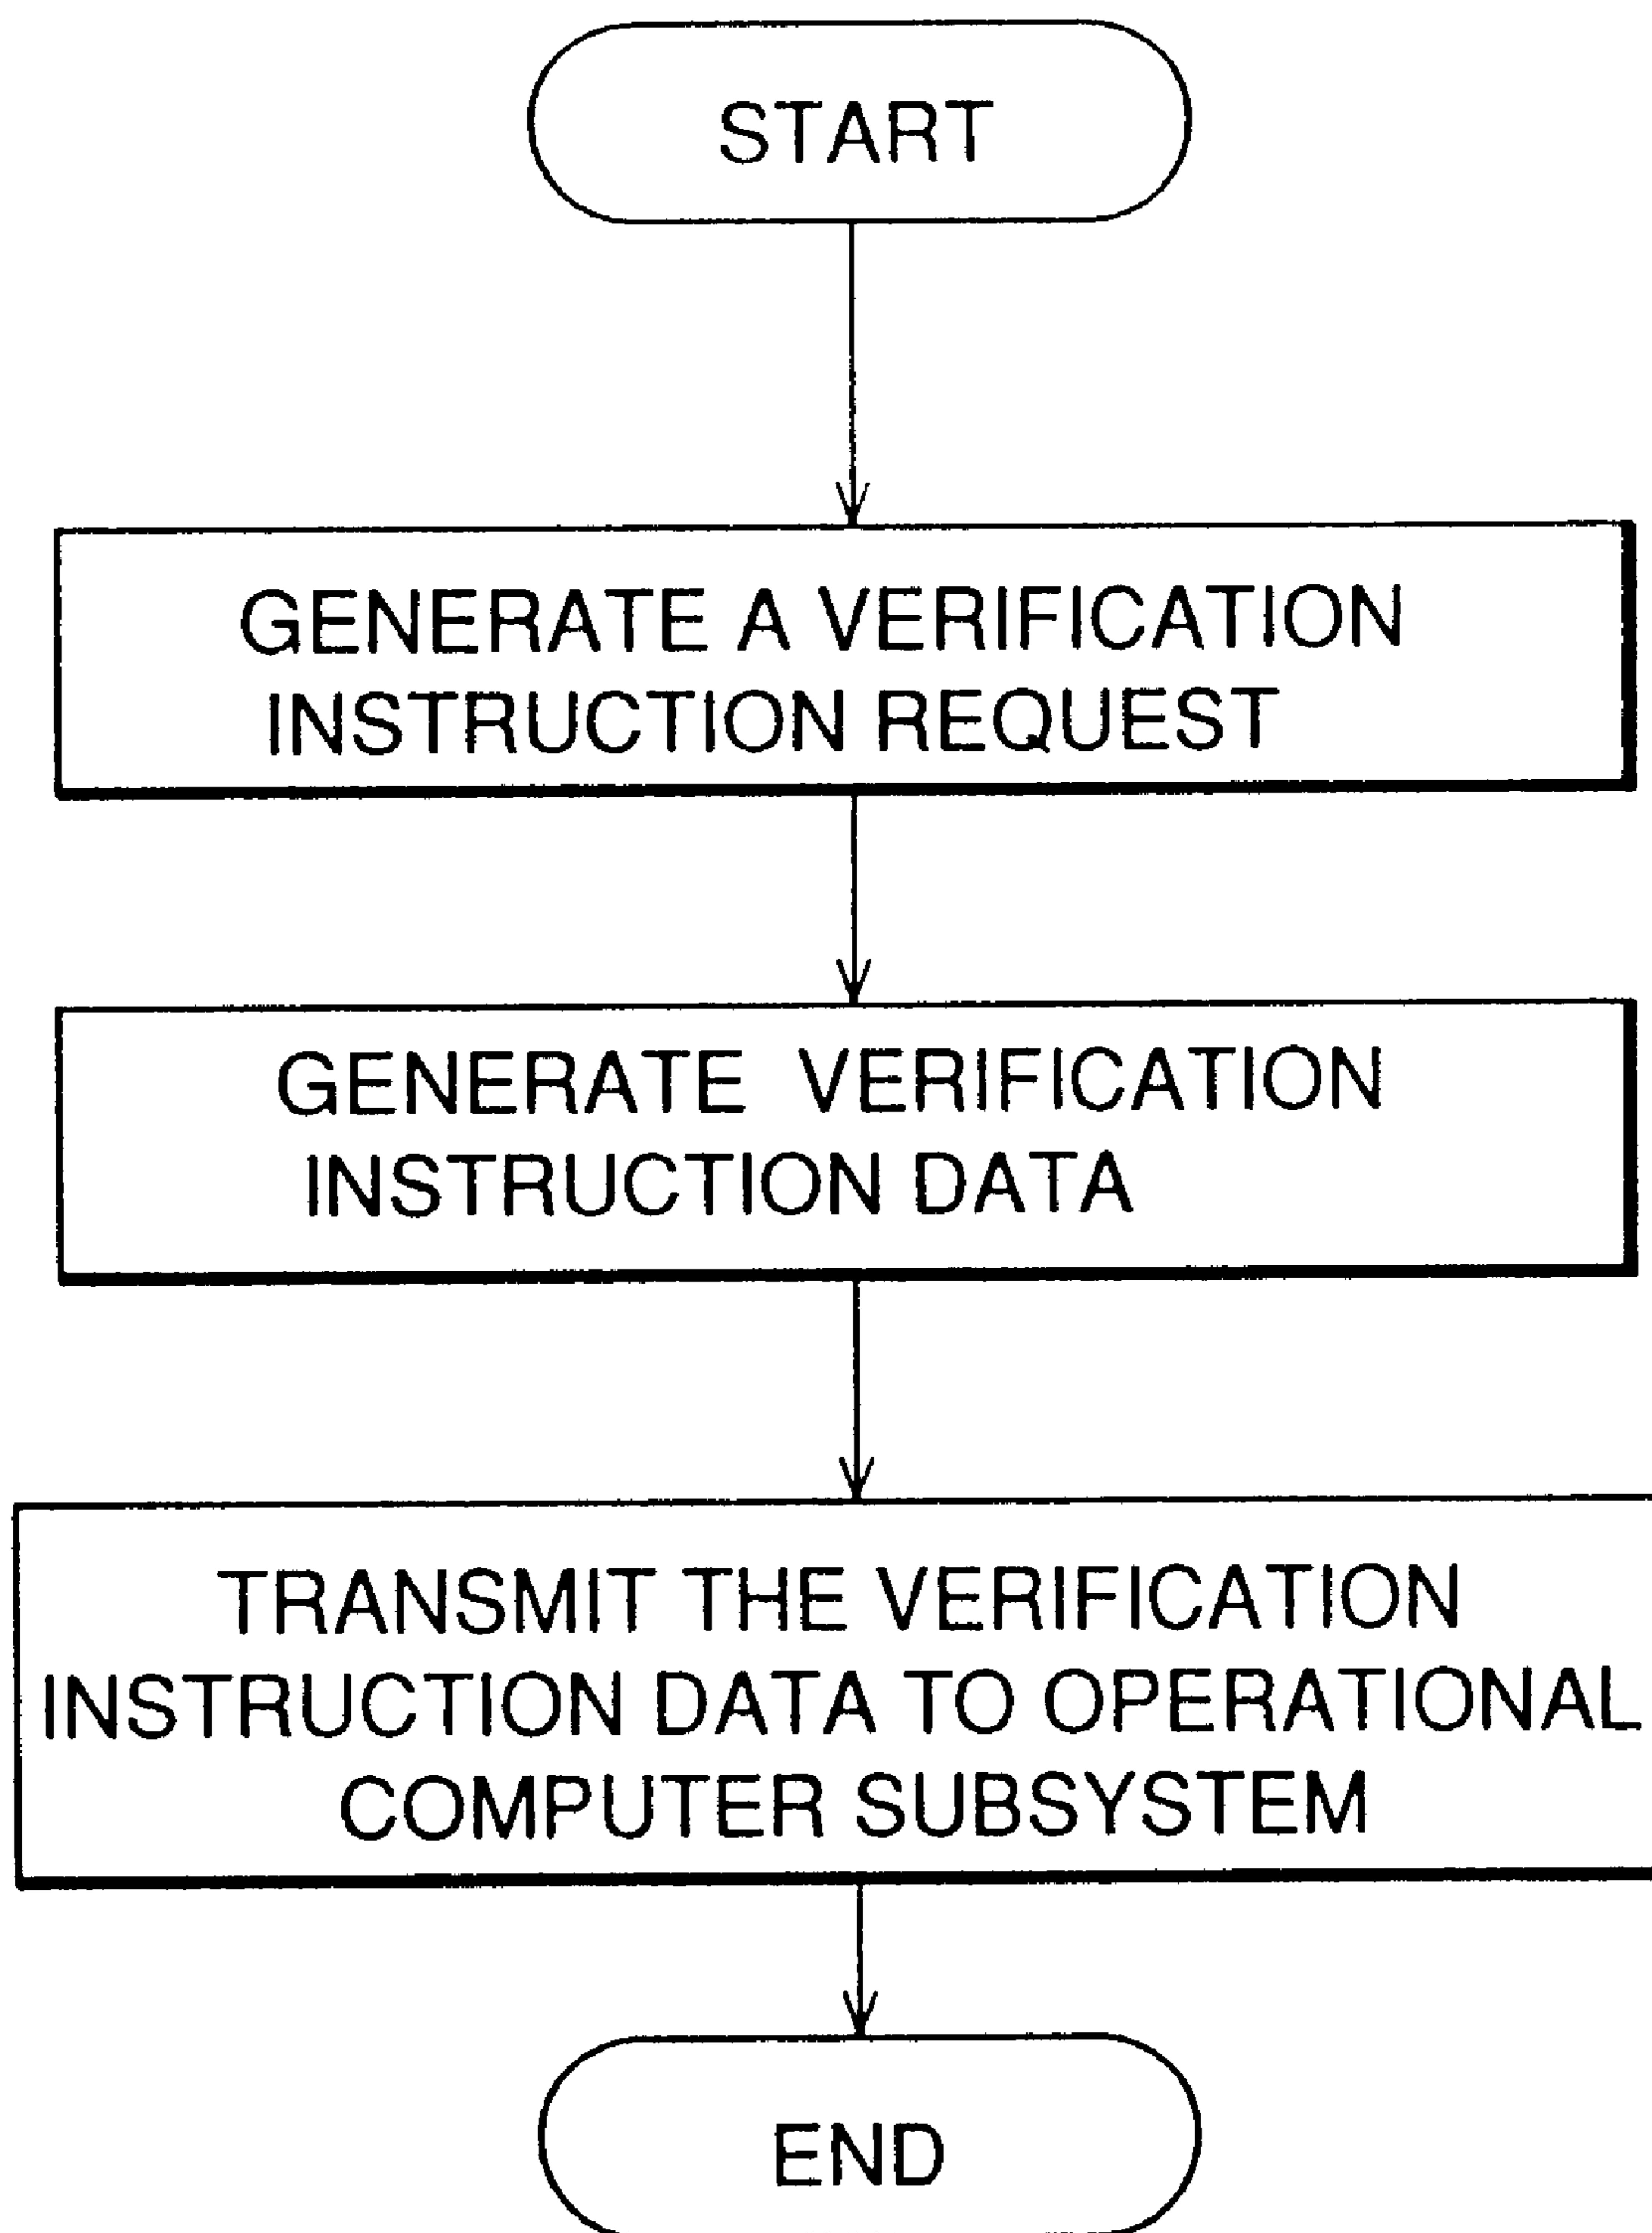 START
GENERATE A VERIFICATION
INSTRUCTION REQUEST
GENERATE VERIFICATION
INSTRUCTION DATA
TRANSMIT THE VERIFICATION
INSTRUCTION DATA TO OPERATIONAL
COMPUTER SUBSYSTEM
END